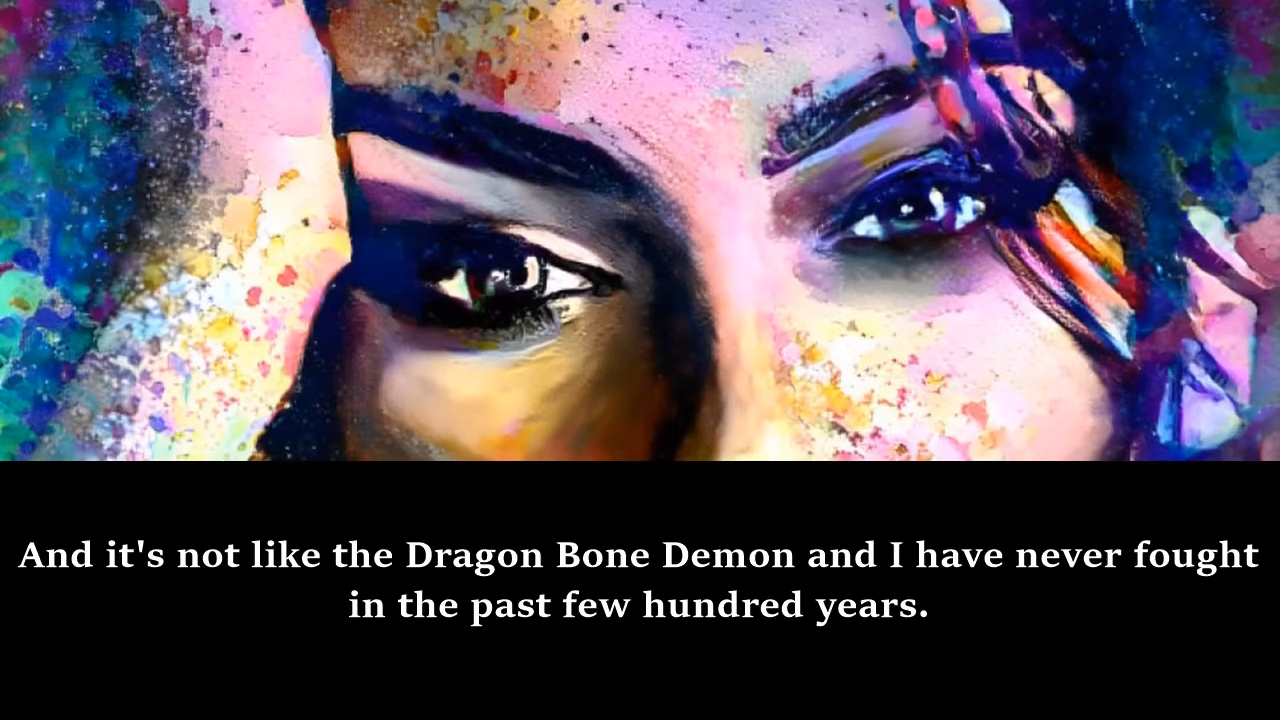 And it's not like the Dragon Bone Demon and I have never fought
in the past few hundred years.